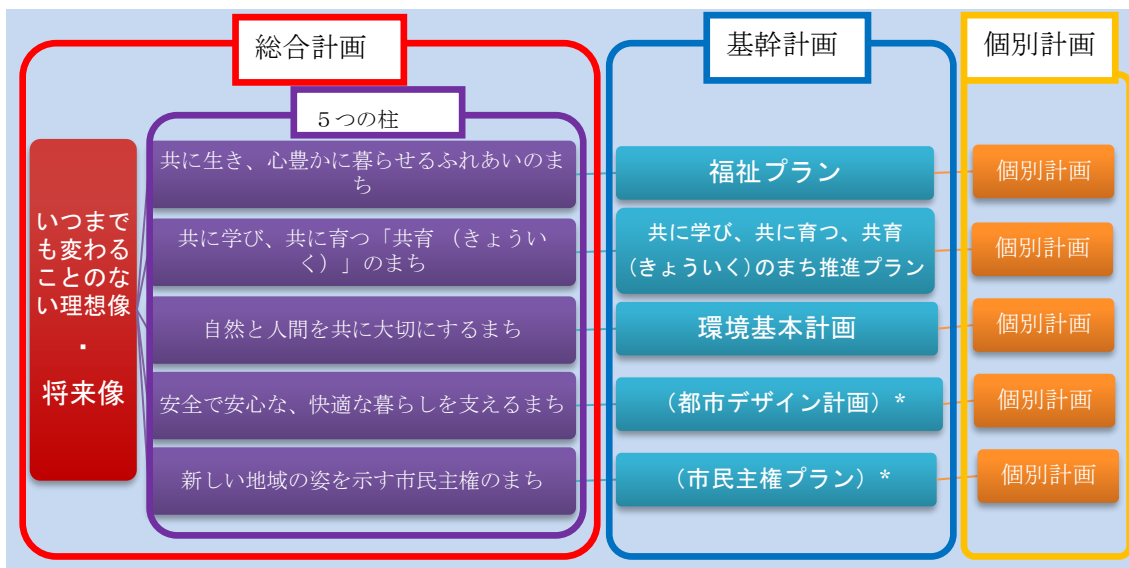 総合計画
基幹計画
個別計画
５つの柱
いつまで
も変わる
ことのな
い理想像
・
将来像
共に生き、心豊かに暮らせるふれあいのま
ち
福祉プラン
個別計画
共に学び、共に育つ「共育 （きょうい
く）」のまち
共に学び、共に育つ、共育
(きょういく)のまち推進プラン
個別計画
自然と人間を共に大切にするまち
環境基本計画
個別計画
安全で安心な、快適な暮らしを支えるまち
（都市デザイン計画）*
個別計画
新しい地域の姿を示す市民主権のまち
（市民主権プラン）*
個別計画